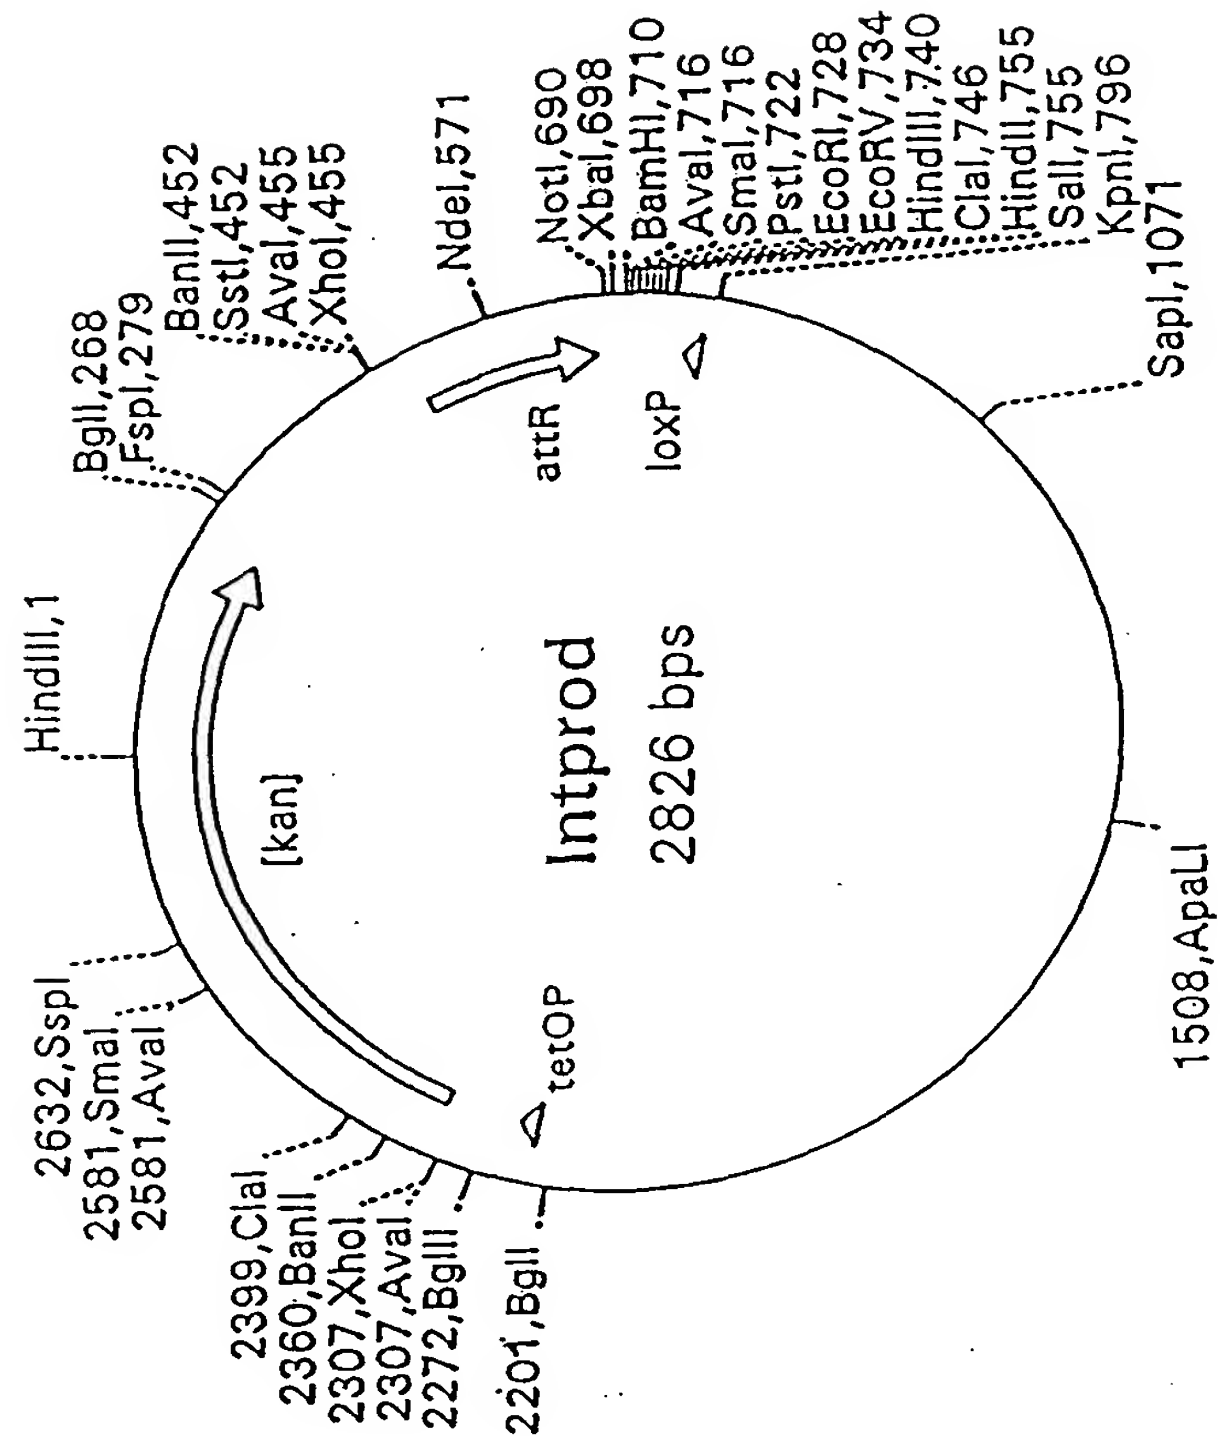 HindIII,1
BglI,268
FspI,279
BanII,452
SstI,452
AvaI,455
XhoI,455
NdeI,571
NotI,690
XbaI,698
BamHI,710
AvaI,716
SmaI,716
PstI,722
EcoRI,728
EcoRV,734
HindIII,740
ClaI,746
HindII,755
SalI,755
KpnI,796
SapI,1071
1508,ApaLI
2201,BglI
2272,BglII
2307,AvaI
2307,XhoI
2360,BanII
2399,ClaI
2581,AvaI
2581,SmaI
2632,SspI
[kan]
attR
loxP
tetOP
Intprod
2826 bps